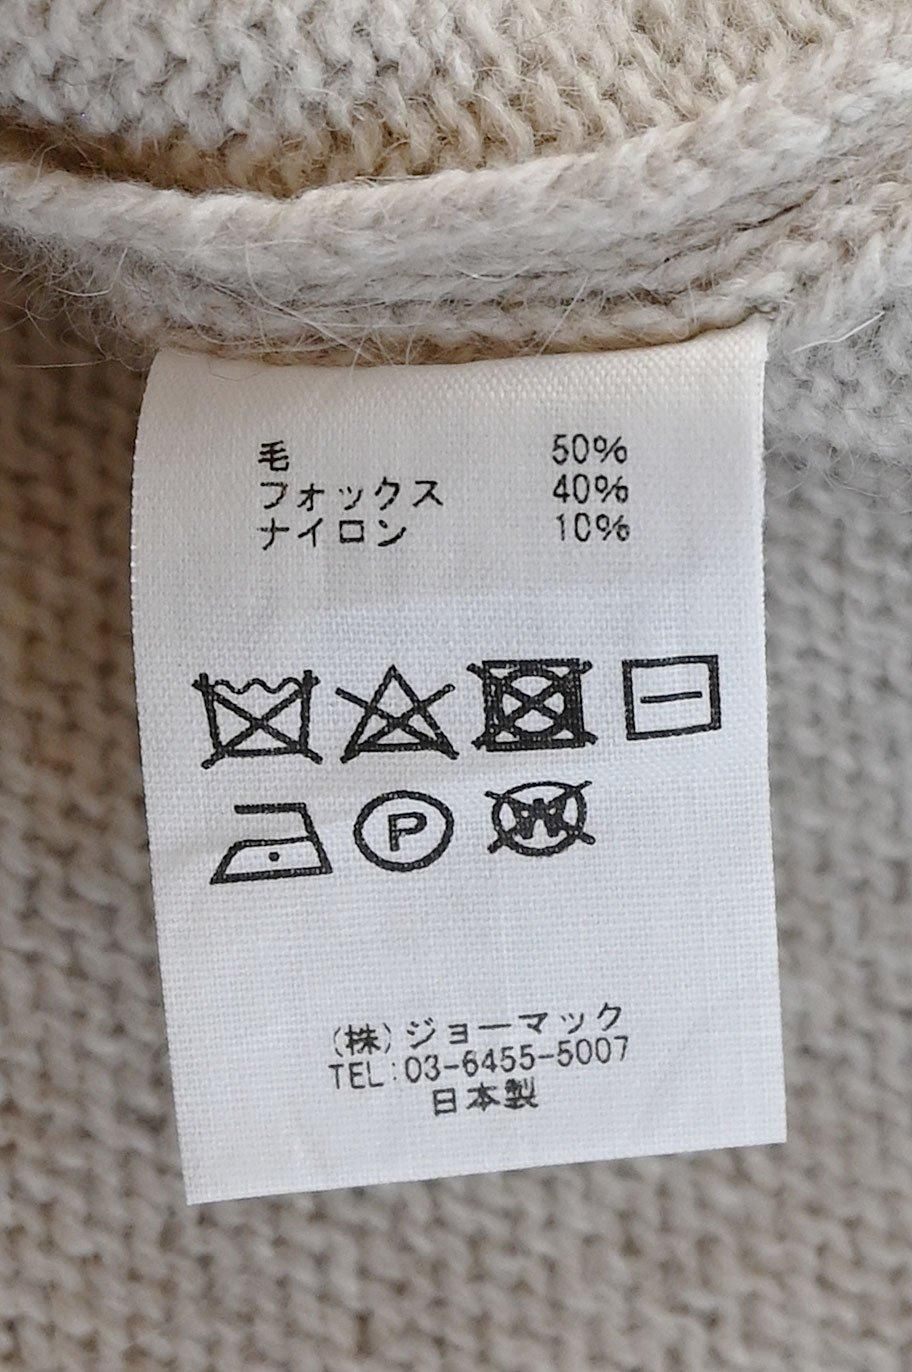 毛 50%
フォックス 40%
ナイロン 10%
P
W
(株)ジョーマック
TEL:03-6455-5007
日本製